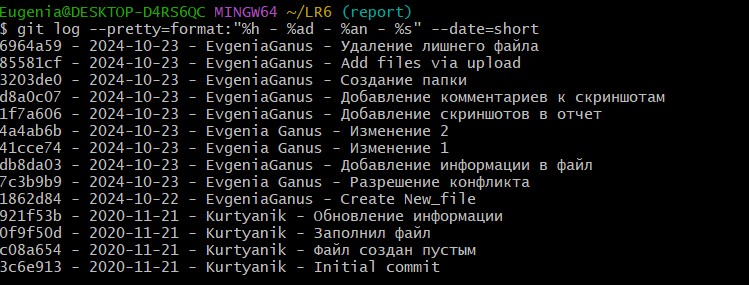 Eugenia@DESKTOP-D4RS6QC MINGW64 ~/LR6 (report)
$ git log --pretty=format:"%h - %ad - %an - %s" --date=short
6964a59 - 2024-10-23 - EvgeniaGanus - Удаление лишнего файла
85581cf - 2024-10-23 - EvgeniaGanus - Add files via upload
3203de0 - 2024-10-23 - EvgeniaGanus - Создание папки
d8a0c07 - 2024-10-23 - EvgeniaGanus - Добавление комментариев к скриншотам
1f7a606 - 2024-10-23 - EvgeniaGanus - Добавление скриншотов в отчет
4a4ab6b - 2024-10-23 - Evgenia Ganus - Изменение 2
41cce74 - 2024-10-23 - Evgenia Ganus - Изменение 1
db8da03 - 2024-10-23 - EvgeniaGanus - Добавление информации в файл
7c3b9b9 - 2024-10-23 - Evgenia Ganus - Разрешение конфликта
1862d84 - 2024-10-22 - EvgeniaGanus - Create New_file
921f53b - 2020-11-21 - Kurtyanik - Обновление информации
0f9f50d - 2020-11-21 - Kurtyanik - Заполнил файл
c08a654 - 2020-11-21 - Kurtyanik - Файл создан пустым
3c6e913 - 2020-11-21 - Kurtyanik - Initial commit